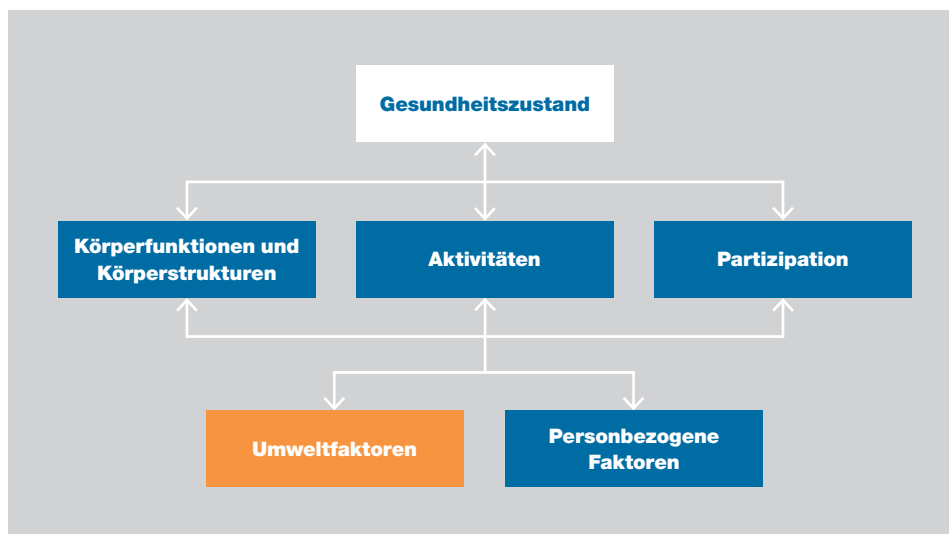 Gesundheitszustand
Körperfunktionen und
Körperstrukturen
Aktivitäten
Partizipation
Umweltfaktoren
Personbezogene
Faktoren